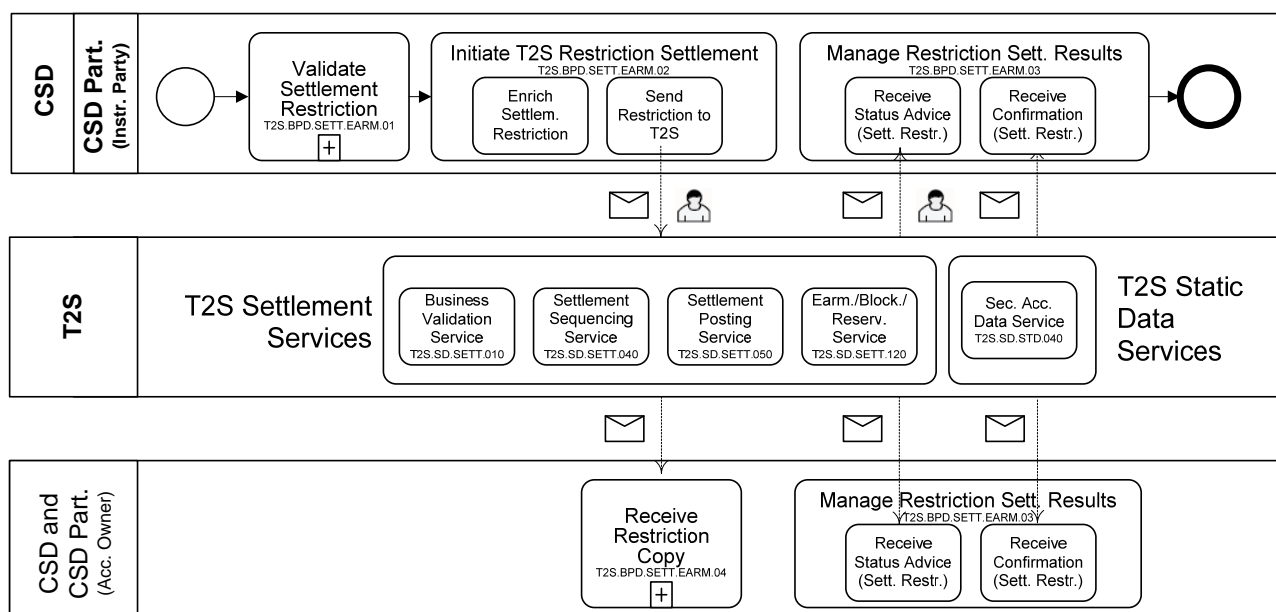 CSD
CSD Part.
(Instr. Party)
Validate
Settlement
Restriction
T2S.BPD.SETT.EARM.01
+
Initiate T2S Restriction Settlement
T2S.BPD.SETT.EARM.02
Enrich
Settlem.
Restriction
Send
Restriction to
T2S
Manage Restriction Sett. Results
T2S.BPD.SETT.EARM.03
Receive
Status Advice
(Sett. Restr.)
Receive
Confirmation
(Sett. Restr.)
T2S
T2S Settlement
Services
Business
Validation
Service
T2S.SD.SETT.010
Settlement
Sequencing
Service
T2S.SD.SETT.040
Settlement
Posting
Service
T2S.SD.SETT.050
Earm./Block./
Reserv.
Service
T2S.SD.SETT.120
Sec. Acc.
Data Service
T2S.SD.STD.040
T2S Static
Data
Services
CSD and
CSD Part.
(Acc. Owner)
Receive
Restriction
Copy
T2S.BPD.SETT.EARM.04
+
Manage Restriction Sett. Results
T2S.BPD.SETT.EARM.03
Receive
Status Advice
(Sett. Restr.)
Receive
Confirmation
(Sett. Restr.)